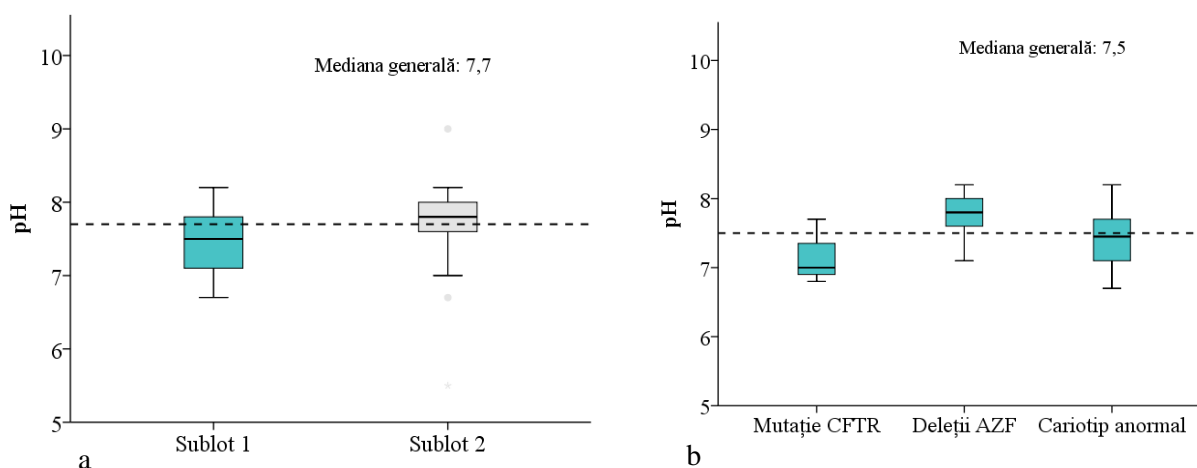 Mediana generală: 7,7
pH
10
9
8
7
6
5
Sublot 1 Sublot 2
a
Mediana generală: 7,5
pH
10
9
8
7
6
5
Mutație CFTR Deleții AZF Cariotip anormal
b